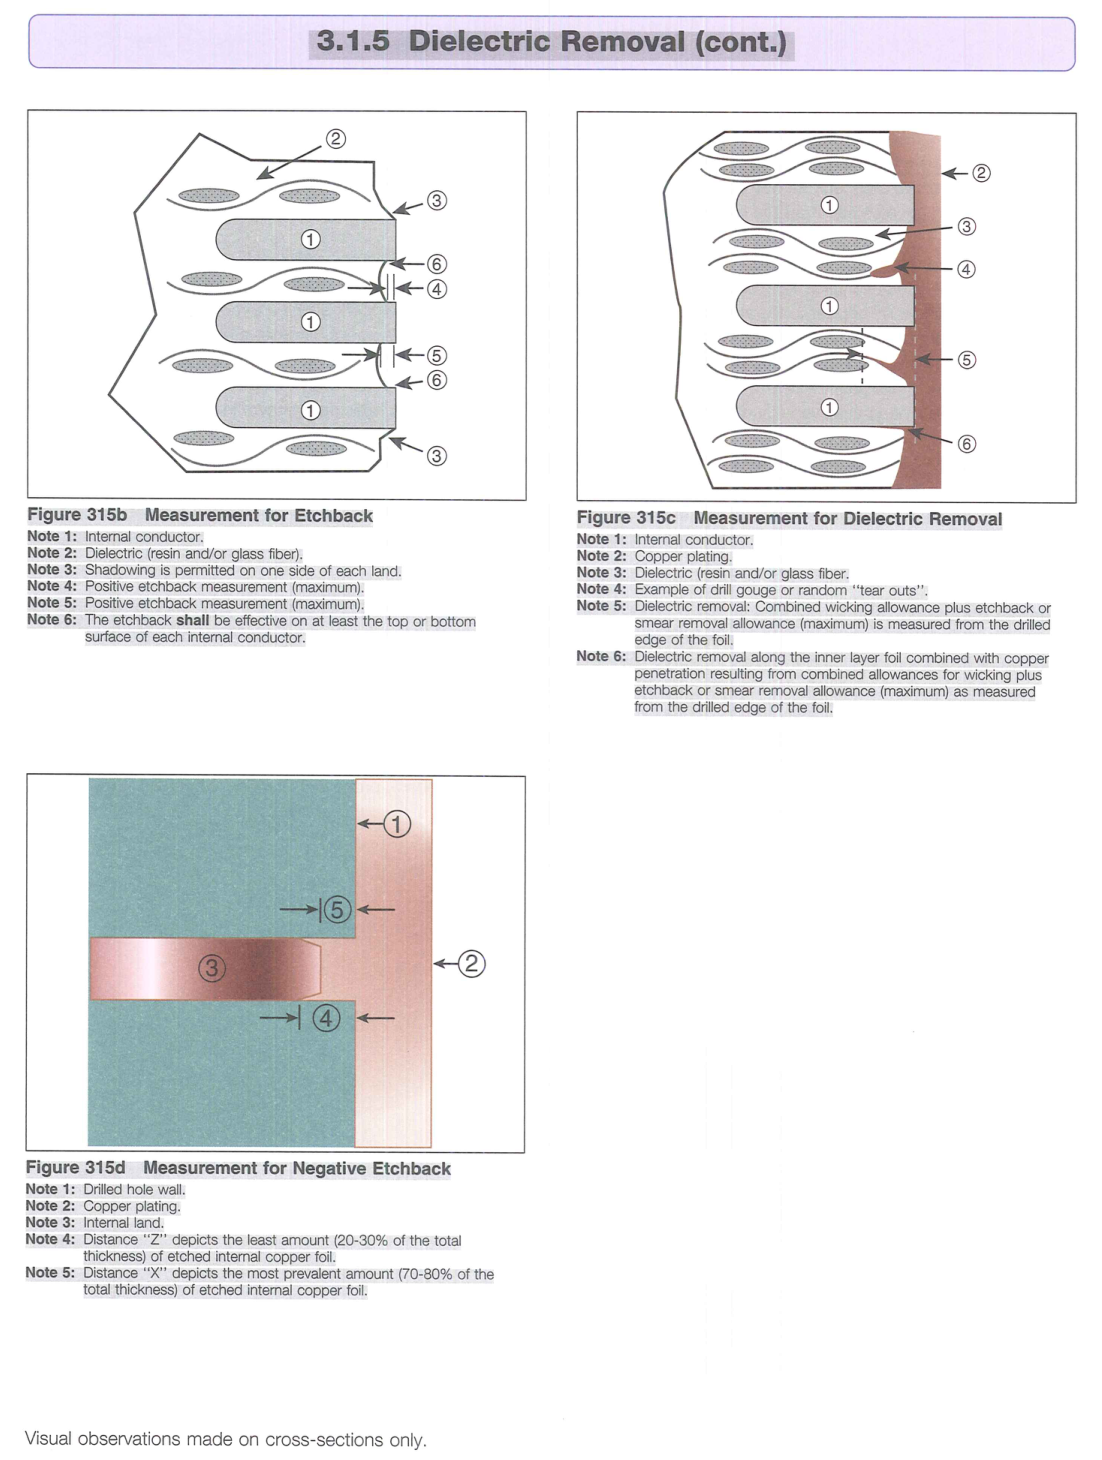 3.1.5 Dielectric Removal (cont.)
②
③
①
⑥
④
①
⑤
⑥
①
③
Figure 315b Measurement for Etchback
Note 1: Internal conductor.
Note 2: Dielectric (resin and/or glass fiber).
Note 3: Shadowing is permitted on one side of each land.
Note 4: Positive etchback measurement (maximum).
Note 5: Positive etchback measurement (maximum).
Note 6: The etchback shall be effective on at least the top or bottom
surface of each internal conductor.
②
①
③
④
①
⑤
①
⑥
Figure 315c Measurement for Dielectric Removal
Note 1: Internal conductor.
Note 2: Copper plating.
Note 3: Dielectric (resin and/or glass fiber.
Note 4: Example of drill gouge or random "tear outs".
Note 5: Dielectric removal: Combined wicking allowance plus etchback or
smear removal allowance (maximum) is measured from the drilled
edge of the foil.
Note 6: Dielectric removal along the inner layer foil combined with copper
penetration resulting from combined allowances for wicking plus
etchback or smear removal allowance (maximum) as measured
from the drilled edge of the foil.
①
⑤
③
②
④
Figure 315d Measurement for Negative Etchback
Note 1: Drilled hole wall.
Note 2: Copper plating.
Note 3: Internal land.
Note 4: Distance "Z" depicts the least amount (20-30% of the total
thickness) of etched internal copper foil.
Note 5: Distance "X" depicts the most prevalent amount (70-80% of the
total thickness) of etched internal copper foil.
Visual observations made on cross-sections only.